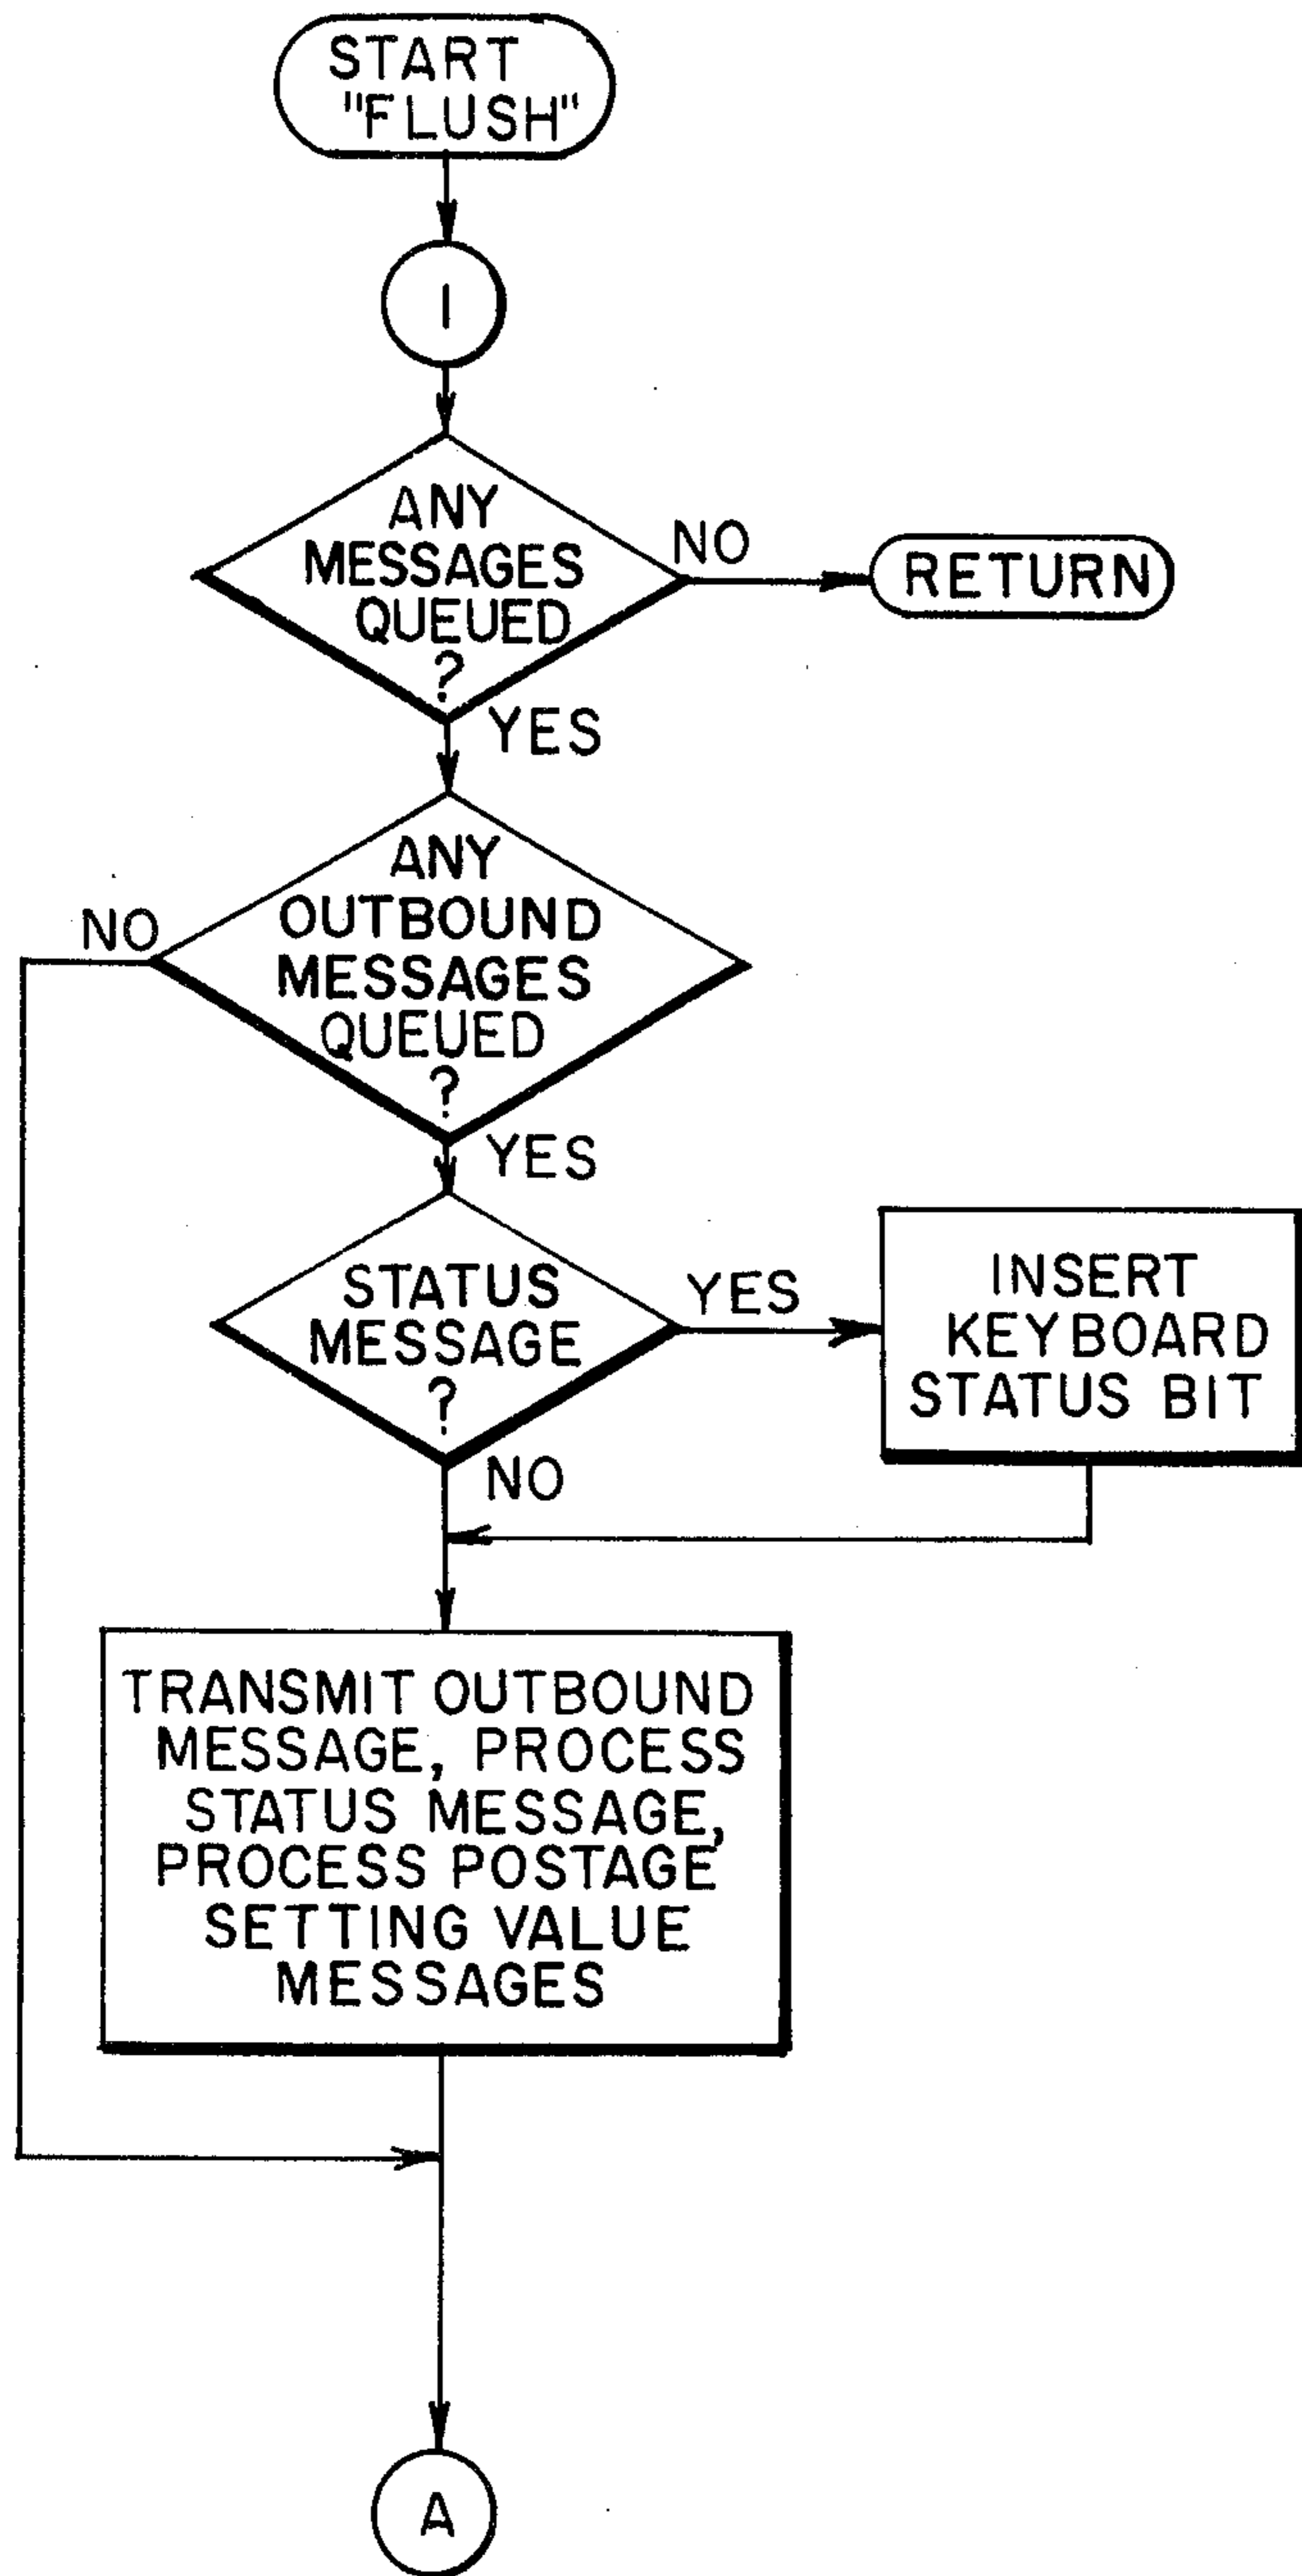 START
"FLUSH"
I
ANY
MESSAGES
QUEUED
?
NO
RETURN
YES
ANY
OUTBOUND
MESSAGES
QUEUED
?
NO
YES
STATUS
MESSAGE
?
YES
INSERT
KEYBOARD
STATUS BIT
NO
TRANSMIT OUTBOUND
MESSAGE, PROCESS
STATUS MESSAGE,
PROCESS POSTAGE
SETTING VALUE
MESSAGES
A